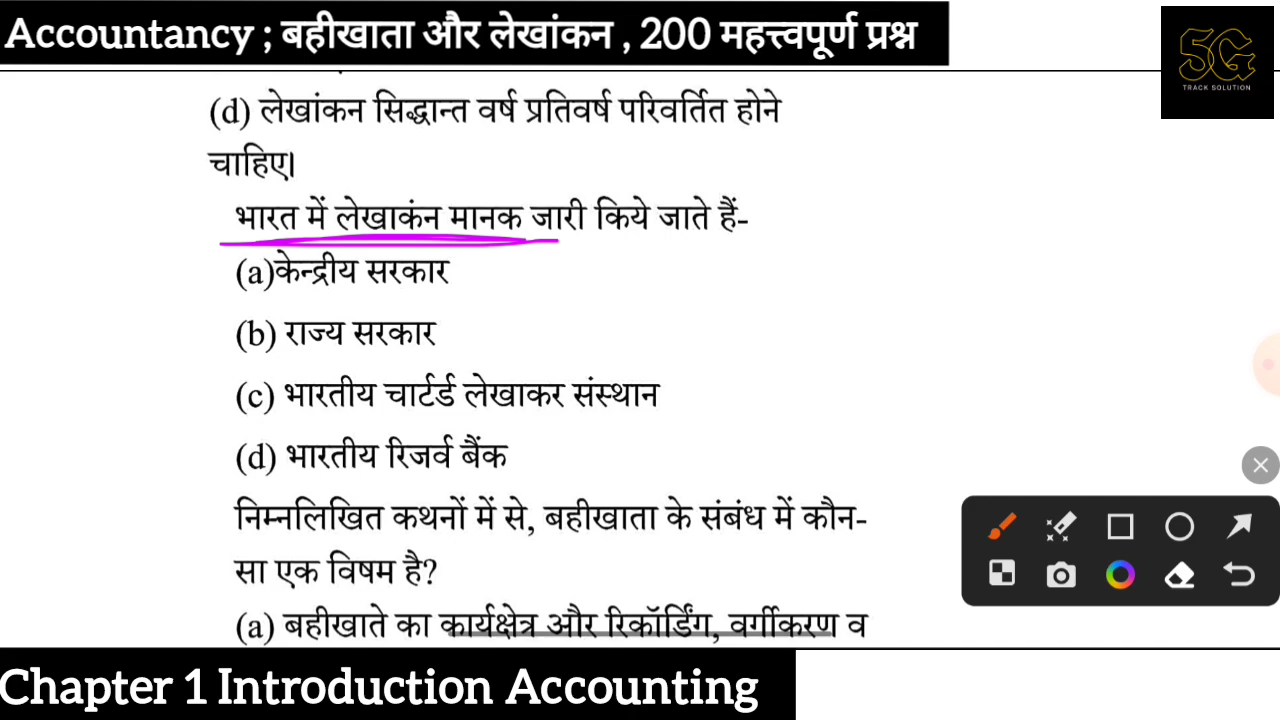 Accountancy ; बहीखाता और लेखांकन , 200 महत्त्वपूर्ण प्रश्न
5G
TRACK SOLUTION
(d) लेखांकन सिद्धान्त वर्ष प्रतिवर्ष परिवर्तित होने
चाहिए।
भारत में लेखाकंन मानक जारी किये जाते हैं-
(a)केन्द्रीय सरकार
(b) राज्य सरकार
(c) भारतीय चार्टर्ड लेखाकर संस्थान
(d) भारतीय रिजर्व बैंक
निम्नलिखित कथनों में से, बहीखाता के संबंध में कौन-
सा एक विषम है?
(a) बहीखाते का कार्यक्षेत्र और रिकॉर्डिंग, वर्गीकरण व
Chapter 1 Introduction Accounting